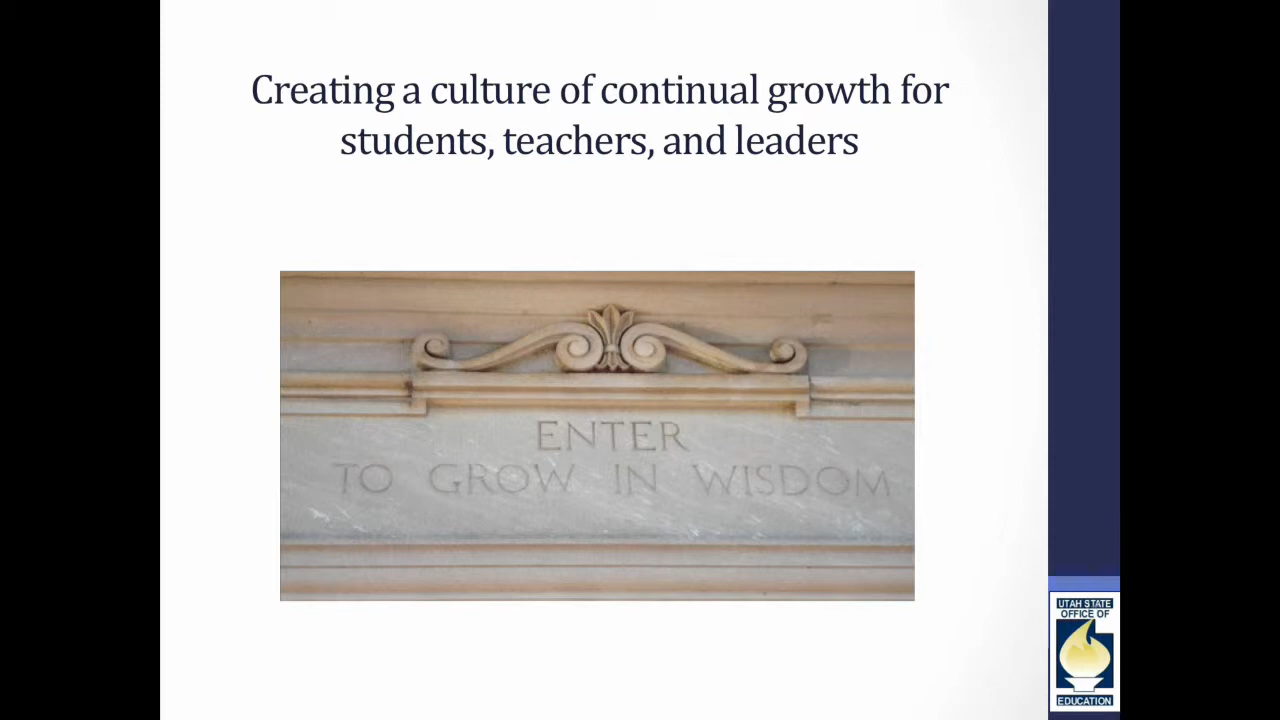 Creating a culture of continual growth for
students, teachers, and leaders
ENTER
TO GROW IN WISDOM
UTAH STATE
OFFICE OF
EDUCATION